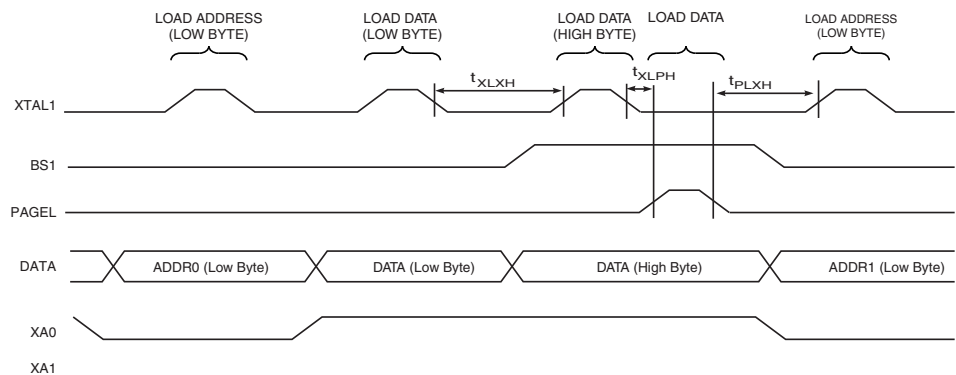 LOAD ADDRESS
(LOW BYTE)
LOAD DATA
(LOW BYTE)
LOAD DATA
(HIGH BYTE)
LOAD DATA
LOAD ADDRESS
(LOW BYTE)
tXLXH
tXLPH
tPLXH
XTAL1
BS1
PAGEL
DATA
ADDR0 (Low Byte)
DATA (Low Byte)
DATA (High Byte)
ADDR1 (Low Byte)
XA0
XA1